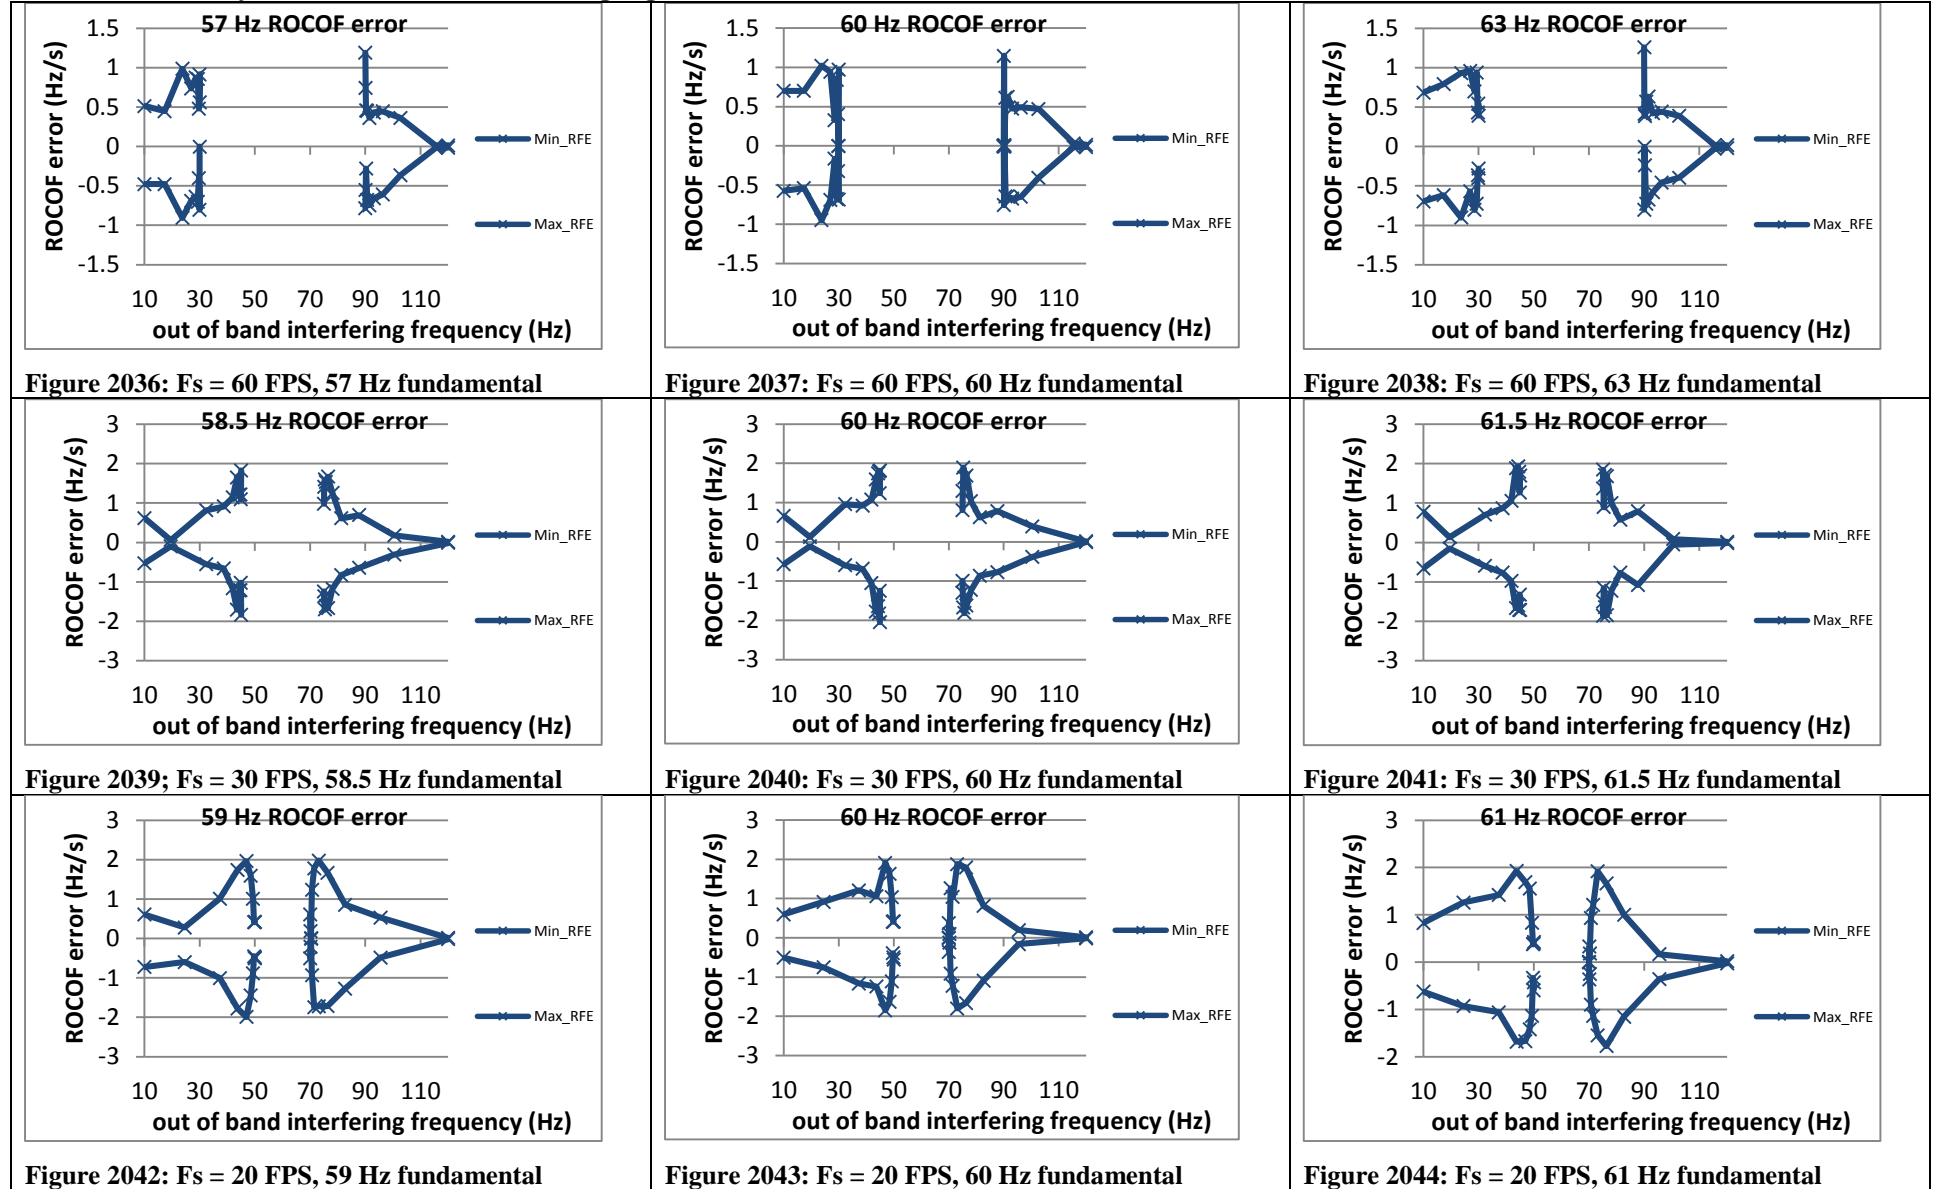 57 Hz ROCOF error
ROCOF error (Hz/s)
1.5
1
0.5
0
-0.5
-1
-1.5
10 30 50 70 90 110
out of band interfering frequency (Hz)
Min_RFE
Max_RFE
Figure 2036: Fs = 60 FPS, 57 Hz fundamental
60 Hz ROCOF error
ROCOF error (Hz/s)
1.5
1
0.5
0
-0.5
-1
-1.5
10 30 50 70 90 110
out of band interfering frequency (Hz)
Min_RFE
Max_RFE
Figure 2037: Fs = 60 FPS, 60 Hz fundamental
63 Hz ROCOF error
ROCOF error (Hz/s)
1.5
1
0.5
0
-0.5
-1
-1.5
10 30 50 70 90 110
out of band interfering frequency (Hz)
Min_RFE
Max_RFE
Figure 2038: Fs = 60 FPS, 63 Hz fundamental
58.5 Hz ROCOF error
ROCOF error (Hz/s)
3
2
1
0
-1
-2
-3
10 30 50 70 90 110
out of band interfering frequency (Hz)
Min_RFE
Max_RFE
Figure 2039; Fs = 30 FPS, 58.5 Hz fundamental
60 Hz ROCOF error
ROCOF error (Hz/s)
3
2
1
0
-1
-2
-3
10 30 50 70 90 110
out of band interfering frequency (Hz)
Min_RFE
Max_RFE
Figure 2040: Fs = 30 FPS, 60 Hz fundamental
61.5 Hz ROCOF error
ROCOF error (Hz/s)
3
2
1
0
-1
-2
-3
10 30 50 70 90 110
out of band interfering frequency (Hz)
Min_RFE
Max_RFE
Figure 2041: Fs = 30 FPS, 61.5 Hz fundamental
59 Hz ROCOF error
ROCOF error (Hz/s)
3
2
1
0
-1
-2
-3
10 30 50 70 90 110
out of band interfering frequency (Hz)
Min_RFE
Max_RFE
Figure 2042: Fs = 20 FPS, 59 Hz fundamental
60 Hz ROCOF error
ROCOF error (Hz/s)
3
2
1
0
-1
-2
-3
10 30 50 70 90 110
out of band interfering frequency (Hz)
Min_RFE
Max_RFE
Figure 2043: Fs = 20 FPS, 60 Hz fundamental
61 Hz ROCOF error
ROCOF error (Hz/s)
3
2
1
0
-1
-2
10 30 50 70 90 110
out of band interfering frequency (Hz)
Min_RFE
Max_RFE
Figure 2044: Fs = 20 FPS, 61 Hz fundamental